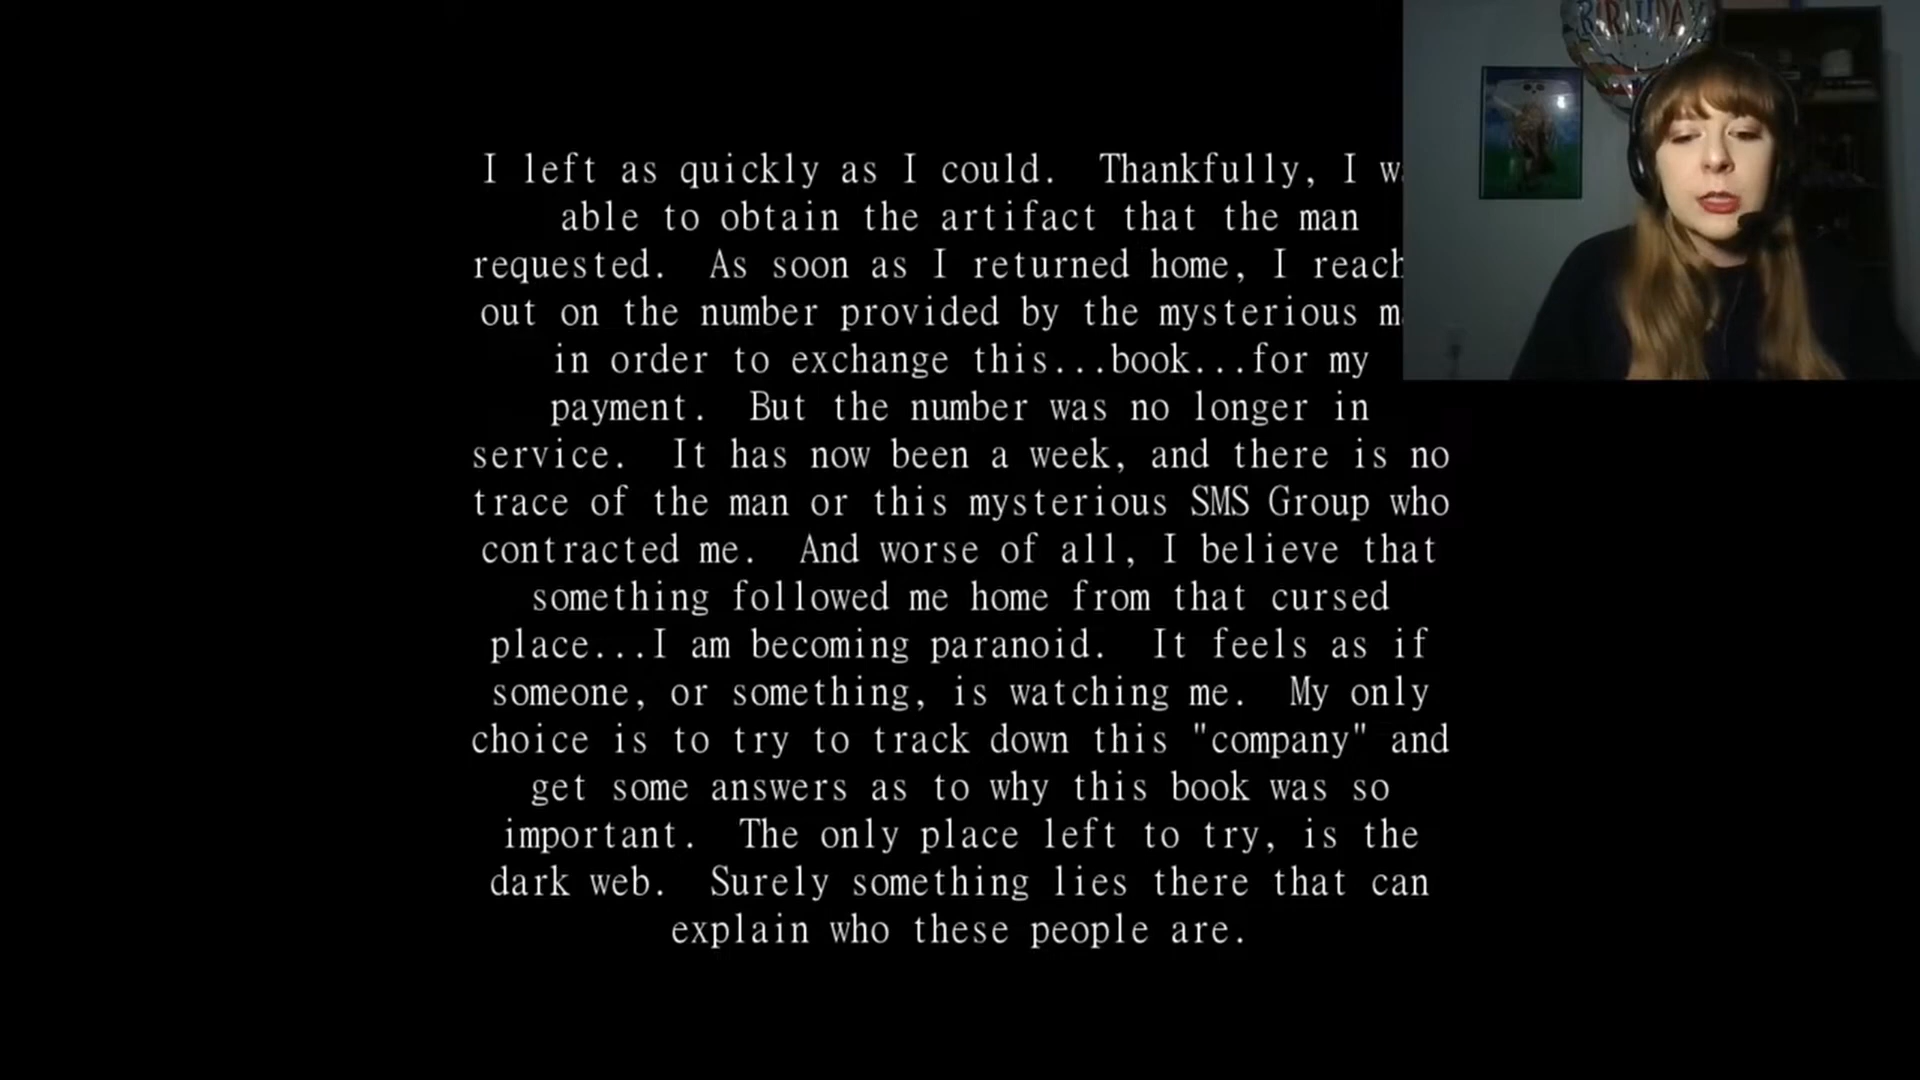 BIRTHDAY
I left as quickly as I could. Thankfully, I
able to obtain the artifact that the man
requested. As soon as I returned home, I
out on the number provided by the mysterious
in order to exchange this...book...for my
payment. But the number was no longer in
service. It has now been a week, and there is no
trace of the man or this mysterious SMS Group who
contracted me. And worse of all, I believe that
something followed me home from that cursed
place...I am becoming paranoid. It feels as if
someone, or something, is watching me. My only
choice is to try to track down this "company" and
get some answers as to why this book was so
important. The only place left to try, is the
dark web. Surely something lies there that can
explain who these people are.